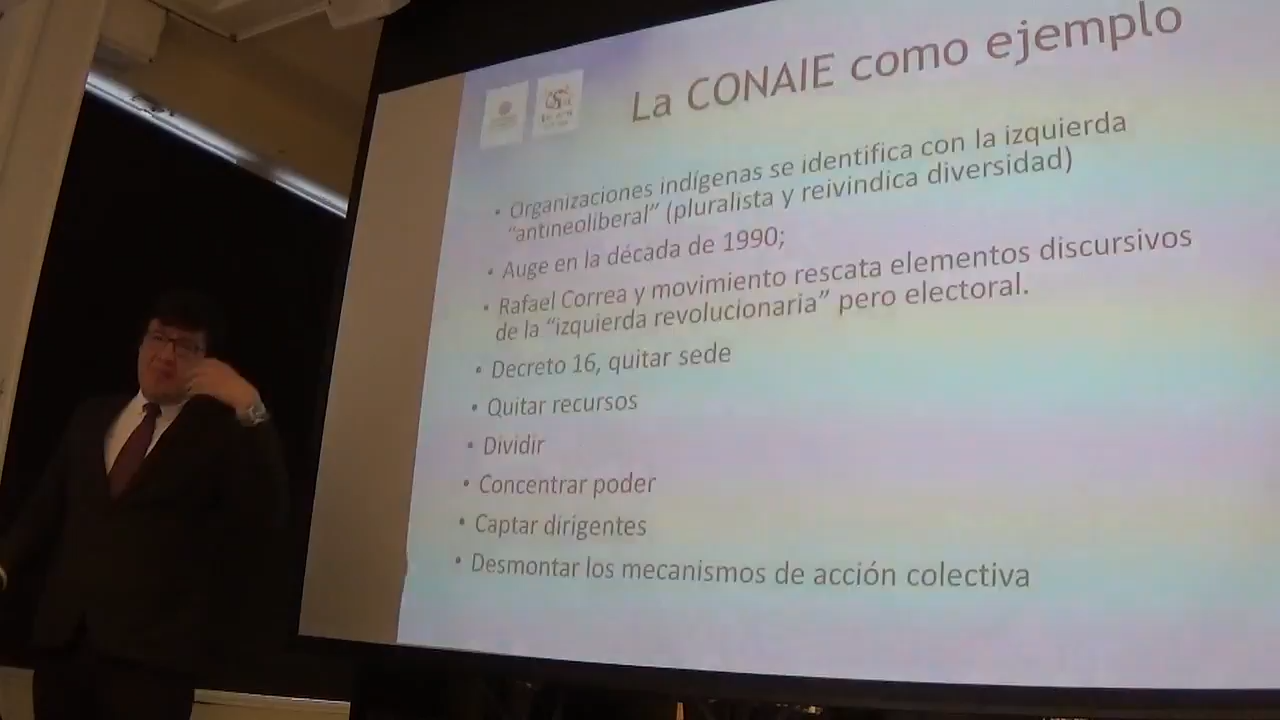 La CONAIE como ejemplo
• Organizaciones indígenas se identifica con la izquierda
"antineoliberal" (pluralista y reivindica diversidad)
• Auge en la década de 1990;
• Rafael Correa y movimiento rescata elementos discursivos
de la "izquierda revolucionaria" pero electoral.
• Decreto 16, quitar sede
• Quitar recursos
• Dividir
• Concentrar poder
• Captar dirigentes
• Desmontar los mecanismos de acción colectiva